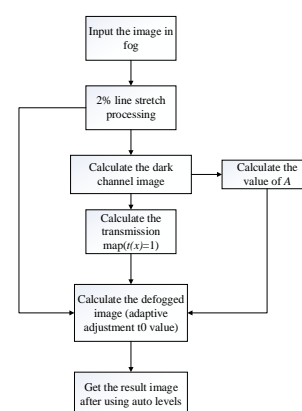 Input the image in
fog
2% line stretch
processing
Calculate the dark
channel image
Calculate the
value of A
Calculate the
transmission
map(t(x)=1)
Calculate the defogged
image (adaptive
adjustment t0 value)
Get the result image
after using auto levels